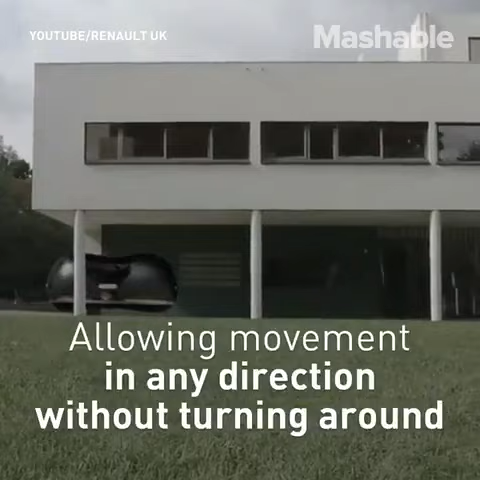 YOUTUBE/RENAULT UK
Mashable
Allowing movement
in any direction
without turning around